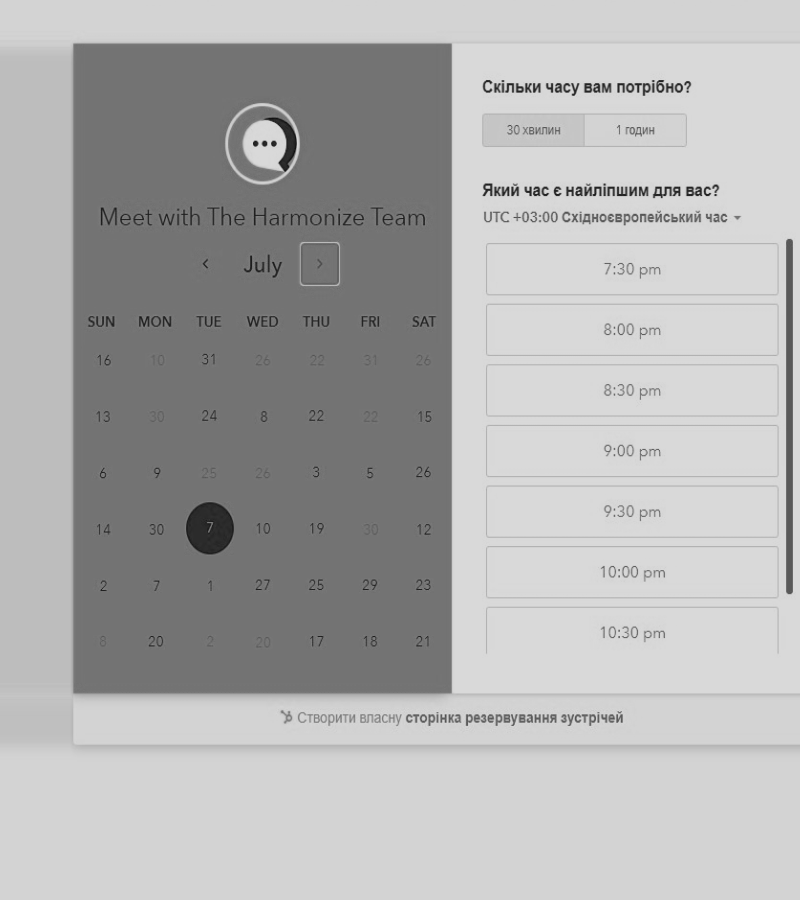 Meet with The Harmonize Team
July
SUN MON TUE WED THU FRI SAT
16 10 31 26 22 31 26
13 30 24 8 22 22 15
6 9 25 26 3 5 26
14 30 7 10 19 30 12
2 7 1 27 25 29 23
8 20 2 20 17 18 21
Скільки часу вам потрібно?
30 хвилин 1 годин
Який час є найліпшим для вас?
UTC +03:00 Східноєвропейський час
7:30 pm
8:00 pm
8:30 pm
9:00 pm
9:30 pm
10:00 pm
10:30 pm
Створити власну сторінка резервування зустрічей